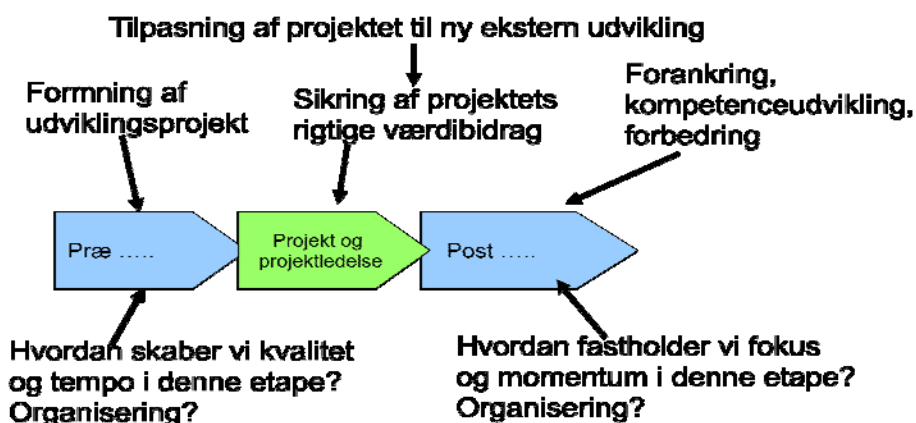 Tilpasning af projektet til ny ekstern udvikling
Formning af
udviklingsprojekt
Sikring af projektets
rigtige værdibidrag
Forankring,
kompetenceudvikling,
forbedring
Præ .....
Projekt og
projektledelse
Post .....
Hvordan skaber vi kvalitet
og tempo i denne etape?
Organisering?
Hvordan fastholder vi fokus
og momentum i denne etape?
Organisering?